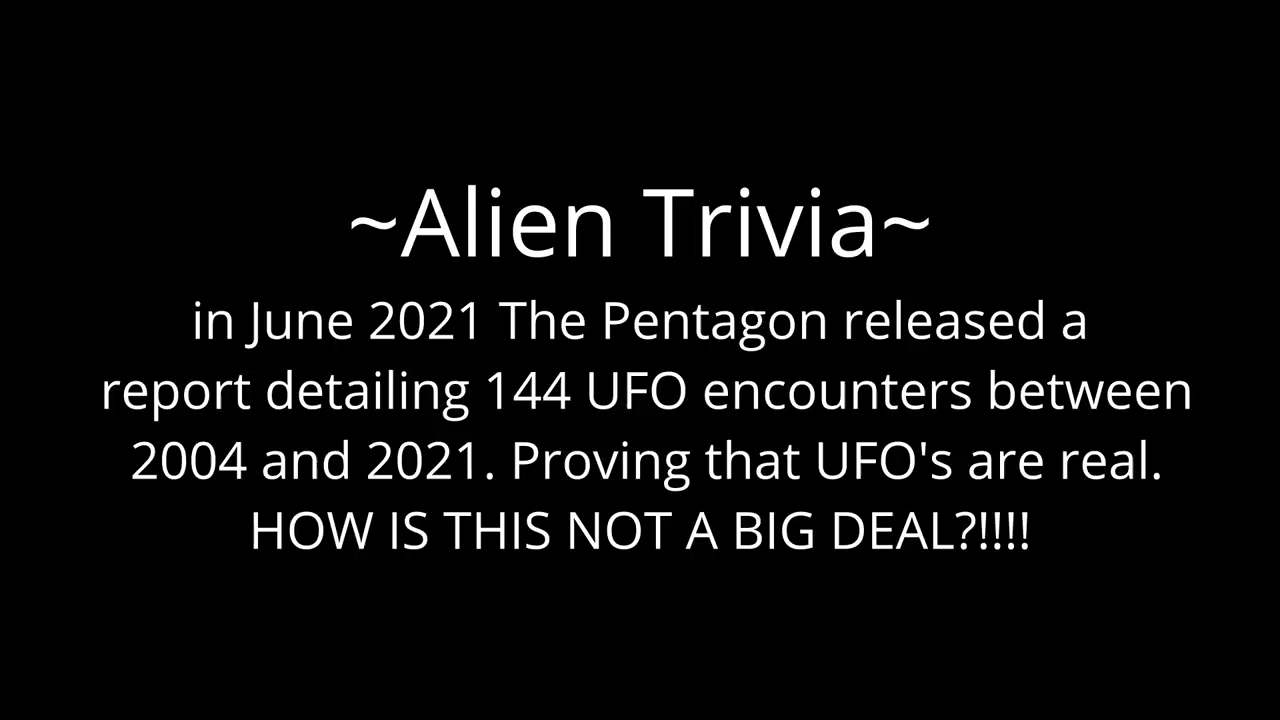 ~Alien Trivia~
in June 2021 The Pentagon released a
report detailing 144 UFO encounters between
2004 and 2021. Proving that UFO's are real.
HOW IS THIS NOT A BIG DEAL?!!!!